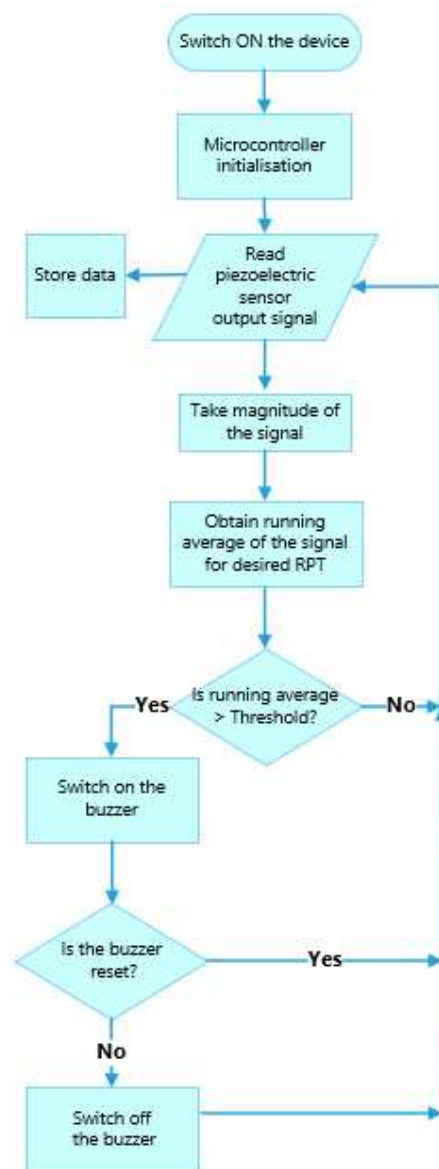 Switch ON the device
Microcontroller
initialisation
Store data
Read
piezoelectric
sensor
output signal
Take magnitude of
the signal
Obtain running
average of the signal
for desired RPT
Yes
Is running average
> Threshold?
No
Switch on the
buzzer
Is the buzzer
reset?
Yes
No
Switch off
the buzzer